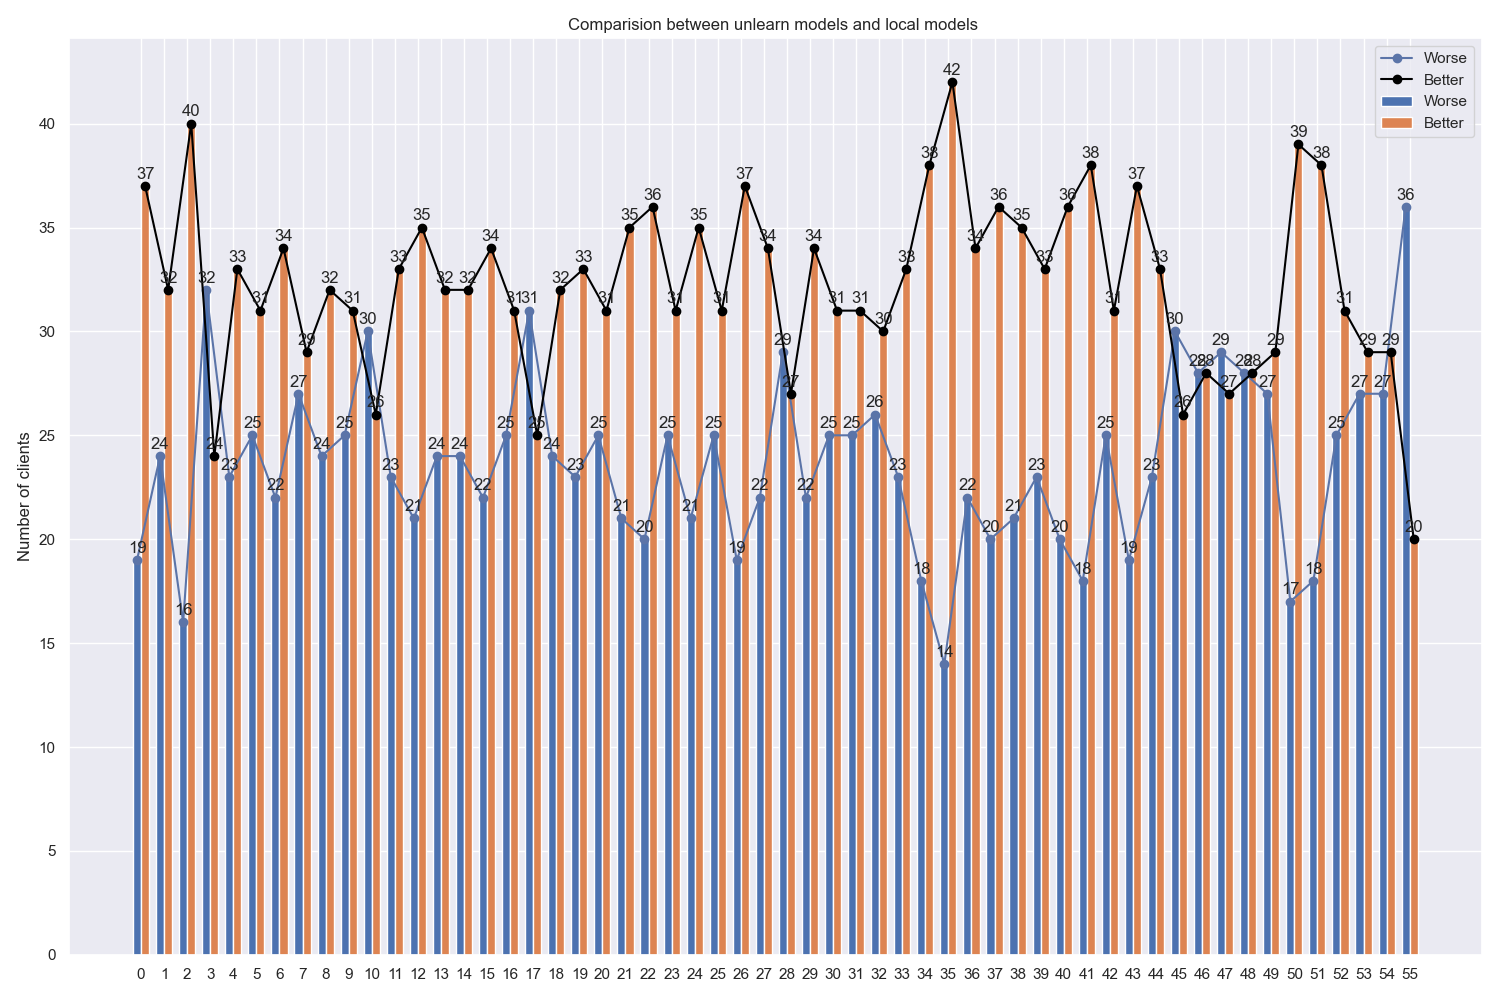 Comparision between unlearn models and local models
Worse
Better
Worse
Better
Number of clients
40
35
30
25
20
15
10
5
0
37 32 40 24 33 31 34 29 32 31 26 33 35 32 32 34 31 25 32 33 31 35 36 31 35 31 37 34 27 34 31 31 30 33 38 42 34 36 35 33 36 38 31 37 33 26 28 27 28 29 39 38 31 29 29 20
19 24 16 32 23 25 22 27 24 25 30 23 21 24 24 22 25 31 24 23 25 21 20 25 21 25 19 22 29 22 25 25 26 23 18 14 22 20 21 23 20 18 25 19 23 30 28 29 28 27 17 18 25 27 27 36
0 1 2 3 4 5 6 7 8 9 10 11 12 13 14 15 16 17 18 19 20 21 22 23 24 25 26 27 28 29 30 31 32 33 34 35 36 37 38 39 40 41 42 43 44 45 46 47 48 49 50 51 52 53 54 55